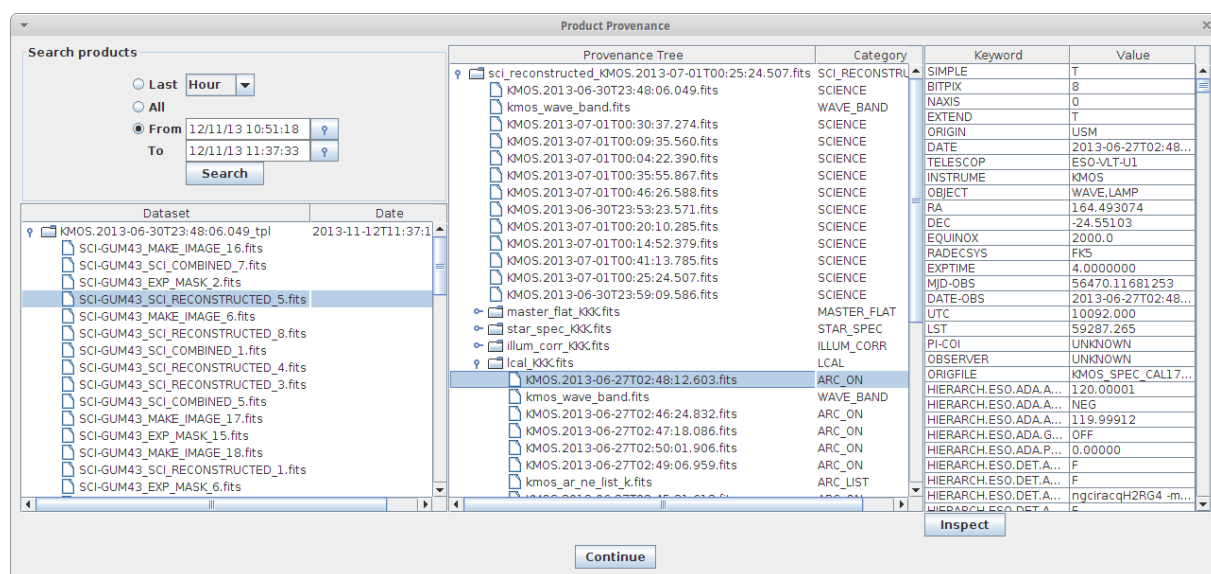 Product Provenance
Search products
Last Hour
All
From 12/11/13 10:51:18
To 12/11/13 11:37:33
Search
Dataset Date
KMOS.2013-06-30T23:48:06.049_tpl 2013-11-12T11:37:1
SCI-GUM43_MAKE_IMAGE_16.fits
SCI-GUM43_SCI_COMBINED_7.fits
SCI-GUM43_EXP_MASK_2.fits
SCI-GUM43_SCI_RECONSTRUCTED_5.fits
SCI-GUM43_MAKE_IMAGE_6.fits
SCI-GUM43_SCI_RECONSTRUCTED_8.fits
SCI-GUM43_SCI_COMBINED_1.fits
SCI-GUM43_SCI_RECONSTRUCTED_4.fits
SCI-GUM43_SCI_RECONSTRUCTED_3.fits
SCI-GUM43_SCI_COMBINED_5.fits
SCI-GUM43_MAKE_IMAGE_17.fits
SCI-GUM43_EXP_MASK_15.fits
SCI-GUM43_MAKE_IMAGE_18.fits
SCI-GUM43_SCI_RECONSTRUCTED_1.fits
SCI-GUM43_EXP_MASK_6.fits
Provenance Tree Category
sci_reconstructed_KMOS.2013-07-01T00:25:24.507.fits SCI_RECONSTRU
KMOS.2013-06-30T23:48:06.049.fits SCIENCE
kmos_wave_band.fits WAVE_BAND
KMOS.2013-07-01T00:30:37.274.fits SCIENCE
KMOS.2013-07-01T00:09:35.560.fits SCIENCE
KMOS.2013-07-01T00:04:22.390.fits SCIENCE
KMOS.2013-07-01T00:35:55.867.fits SCIENCE
KMOS.2013-07-01T00:46:26.588.fits SCIENCE
KMOS.2013-06-30T23:53:23.571.fits SCIENCE
KMOS.2013-07-01T00:20:10.285.fits SCIENCE
KMOS.2013-07-01T00:14:52.379.fits SCIENCE
KMOS.2013-07-01T00:41:13.785.fits SCIENCE
KMOS.2013-07-01T00:25:24.507.fits SCIENCE
KMOS.2013-06-30T23:59:09.586.fits SCIENCE
master_flat_KKK.fits MASTER_FLAT
star_spec_KKK.fits STAR_SPEC
illum_corr_KKK.fits ILLUM_CORR
lcal_KKK.fits LCAL
KMOS.2013-06-27T02:48:12.603.fits ARC_ON
kmos_wave_band.fits WAVE_BAND
KMOS.2013-06-27T02:46:24.832.fits ARC_ON
KMOS.2013-06-27T02:47:18.086.fits ARC_ON
KMOS.2013-06-27T02:50:01.906.fits ARC_ON
KMOS.2013-06-27T02:49:06.959.fits ARC_ON
kmos_ar_ne_list_k.fits ARC_LIST
Keyword Value
SIMPLE T
BITPIX 8
NAXIS 0
EXTEND T
ORIGIN USM
DATE 2013-06-27T02:48...
TELESCOP ESO-VLT-U1
INSTRUME KMOS
OBJECT WAVE,LAMP
RA 164.493074
DEC -24.55103
EQUINOX 2000.0
RADECSYS FK5
EXPTIME 4.0000000
MJD-OBS 56470.11681253
DATE-OBS 2013-06-27T02:48...
UTC 10092.000
LST 59287.265
PI-COI UNKNOWN
OBSERVER UNKNOWN
ORIGFILE KMOS_SPEC_CAL17...
HIERARCH.ESO.ADA.A... 120.00001
HIERARCH.ESO.ADA.A... NEG
HIERARCH.ESO.ADA.A... 119.99912
HIERARCH.ESO.ADA.G... OFF
HIERARCH.ESO.ADA.P... 0.00000
HIERARCH.ESO.DET.A... F
HIERARCH.ESO.DET.A... F
HIERARCH.ESO.DET.A... ngciracqH2RG4 -m...
Inspect
Continue